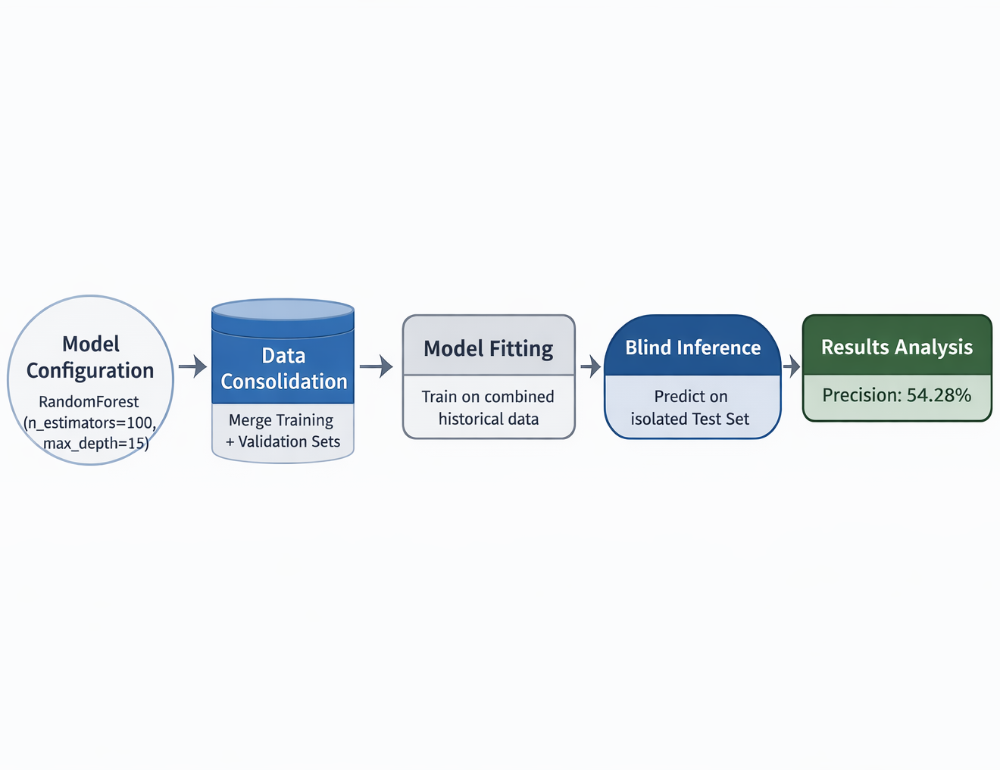 Model
Configuration
RandomForest
(n_estimators=100,
max_depth=15)
Data
Consolidation
Merge Training
+ Validation Sets
Model Fitting
Train on combined
historical data
Blind Inference
Predict on
isolated Test Set
Results Analysis
Precision: 54.28%